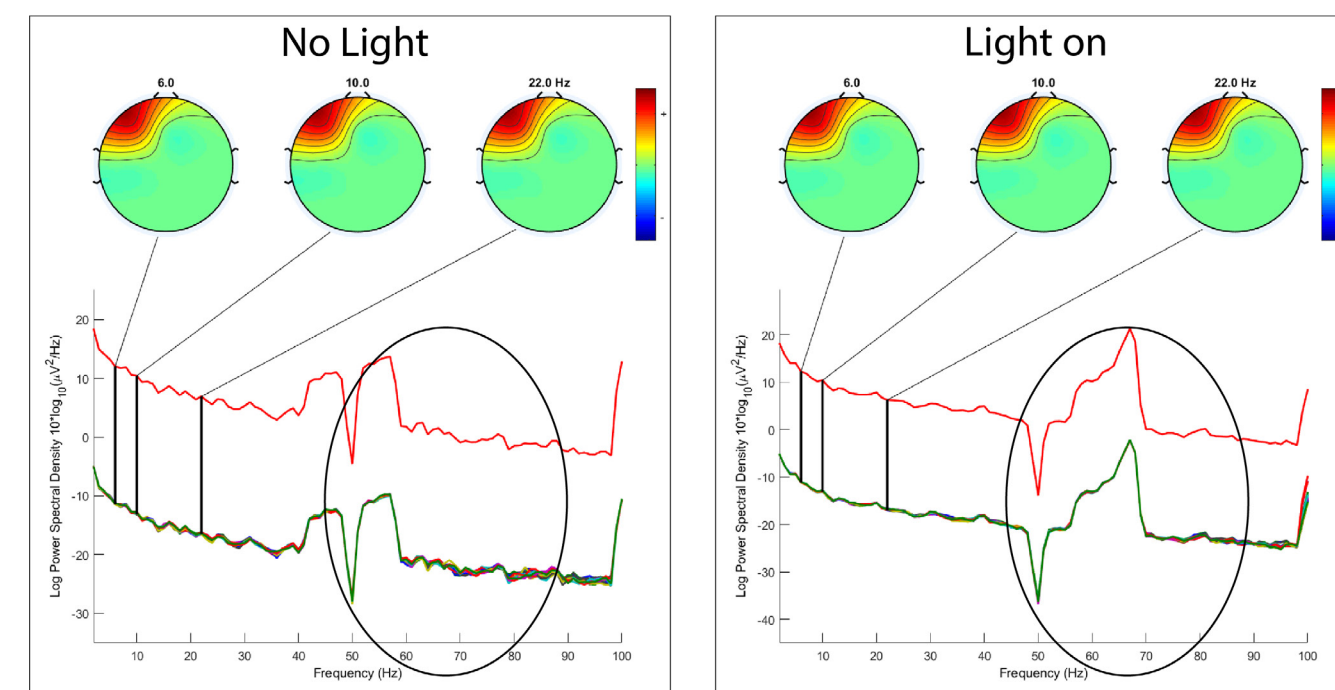 No Light
6.0 10.0 22.0 Hz
+
-
Log Power Spectral Density 10*log10(μV2/Hz)
20
10
0
-10
-20
-30
10 20 30 40 50 60 70 80 90 100
Frequency (Hz)
Light on
6.0 10.0 22.0 Hz
Log Power Spectral Density 10*log10(μV2/Hz)
20
10
0
-10
-20
-30
-40
10 20 30 40 50 60 70 80 90 100
Frequency (Hz)